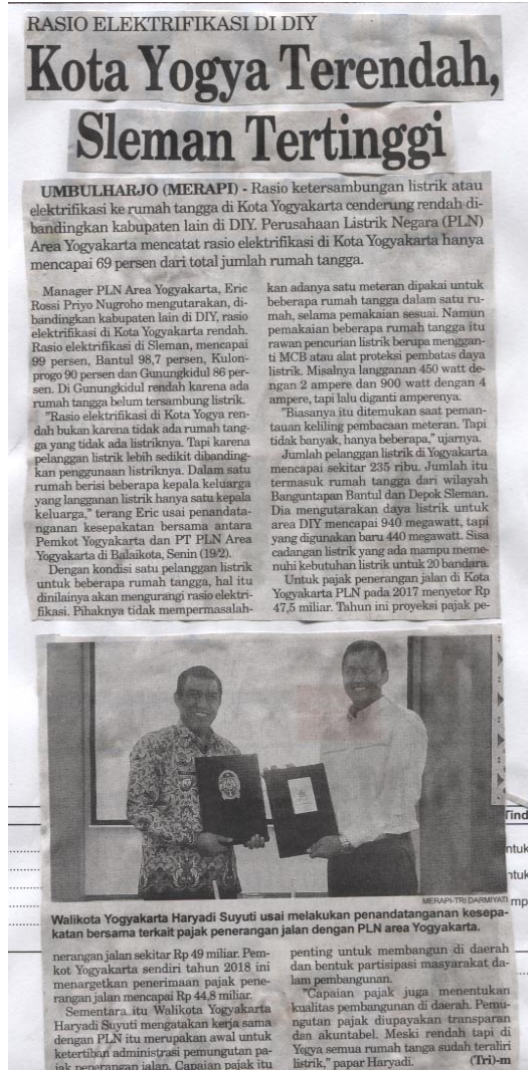 RASIO ELEKTRIFIKASI DI DIY
Kota Yogya Terendah,
Sleman Tertinggi
UMBULHARJO (MERAPI) - Rasio ketersambungan listrik atau
elektrifikasi ke rumah tangga di Kota Yogyakarta cenderung rendah di-
bandingkan kabupaten lain di DIY. Perusahaan Listrik Negara (PLN)
Area Yogyakarta mencatat rasio elektrifikasi di Kota Yogyakarta hanya
mencapai 69 persen dari total jumlah rumah tangga.
Manager PLN Area Yogyakarta, Eric
Rossi Priyo Nugroho mengutarakan, di-
bandingkan kabupaten lain di DIY, rasio
elektrifikasi di Kota Yogyakarta rendah.
Rasio elektrifikasi di Sleman, mencapai
99 persen, Bantul 98,7 persen, Kulon-
progo 90 persen dan Gunungkidul 86 per-
sen. Di Gunungkidul rendah karena ada
rumah tangga belum tersambung listrik.
"Rasio elektrifikasi di Kota Yogya ren-
dah bukan karena tidak ada rumah tang-
ga yang tidak ada listriknya. Tapi karena
pelanggan listrik lebih sedikit dibanding-
kan penggunaan listriknya. Dalam satu
rumah berisi beberapa kepala keluarga
yang langganan listrik hanya satu kepala
keluarga," terang Eric usai penandata-
nganan kesepakatan bersama antara
Pemkot Yogyakarta dan PT PLN Area
Yogyakarta di Balaikota, Senin (19/2).
Dengan kondisi satu pelanggan listrik
untuk beberapa rumah tangga, hal itu
dinilainya akan mengurangi rasio elektri-
fikasi. Pihaknya tidak mempermasalah-
kan adanya satu meteran dipakai untuk
beberapa rumah tangga dalam satu ru-
mah, selama pemakaian sesuai. Namun
pemakaian beberapa rumah tangga itu
rawan pencurian listrik berupa menggan-
ti MCB atau alat proteksi pembatas daya
listrik. Misalnya langganan 450 watt de-
ngan 2 ampere dan 900 watt dengan 4
ampere, tapi lalu diganti amperenya.
"Biasanya itu ditemukan saat peman-
tauan keliling pembacaan meteran. Tapi
tidak banyak, hanya beberapa," ujarnya.
Jumlah pelanggan listrik di Yogyakarta
mencapai sekitar 235 ribu. Jumlah itu
termasuk rumah tangga dari wilayah
Banguntapan Bantul dan Depok Sleman.
Dia mengutarakan daya listrik untuk
area DIY mencapai 940 megawatt, tapi
yang digunakan baru 440 megawatt. Sisa
cadangan listrik yang ada mampu meme-
nuhi kebutuhan listrik untuk 20 bandara.
Untuk pajak penerangan jalan di Kota
Yogyakarta PLN pada 2017 menyetor Rp
47,5 miliar. Tahun ini proyeksi pajak pe-
MERAPI-TRI DARMIYATI
Walikota Yogyakarta Haryadi Suyuti usai melakukan penandatanganan kesepa-
katan bersama terkait pajak penerangan jalan dengan PLN area Yogyakarta.
nerangan jalan sekitar Rp 49 miliar. Pem-
kot Yogyakarta sendiri tahun 2018 ini
menargetkan penerimaan pajak pene-
rangan jalan mencapai Rp 44,8 miliar.
Sementara itu Walikota Yogyakarta
Haryadi Suyuti mengatakan kerja sama
dengan PLN itu merupakan awal untuk
ketertiban administrasi pemungutan pa-
jak penerangan jalan. Capaian pajak itu
penting untuk membangun di daerah
dan bentuk partisipasi masyarakat da-
lam pembangunan.
"Capaian pajak juga menentukan
kualitas pembangunan di daerah. Pemu-
ngutan pajak diupayakan transparan
dan akuntabel. Meski rendah tapi di
Yogya semua rumah tangga sudah teraliri
listrik," papar Haryadi. (Tri)-m
Tind
ntuk
ntuk
mp